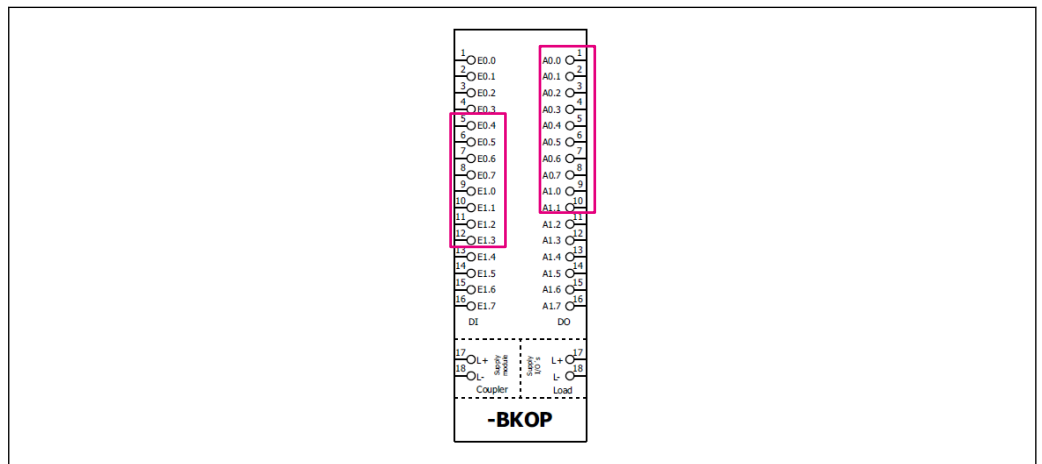 1 E0.0 A0.0 1
2 E0.1 A0.1 2
3 E0.2 A0.2 3
4 E0.3 A0.3 4
5 E0.4 A0.4 5
6 E0.5 A0.5 6
7 E0.6 A0.6 7
8 E0.7 A0.7 8
9 E1.0 A1.0 9
10 E1.1 A1.1 10
11 E1.2 A1.2 11
12 E1.3 A1.3 12
13 E1.4 A1.4 13
14 E1.5 A1.5 14
15 E1.6 A1.6 15
16 E1.7 A1.7 16
DI DO
17 L+ L+ 17
18 L- L- 18
Supply
module
Supply
I/O`s
Coupler Load
-BKOP